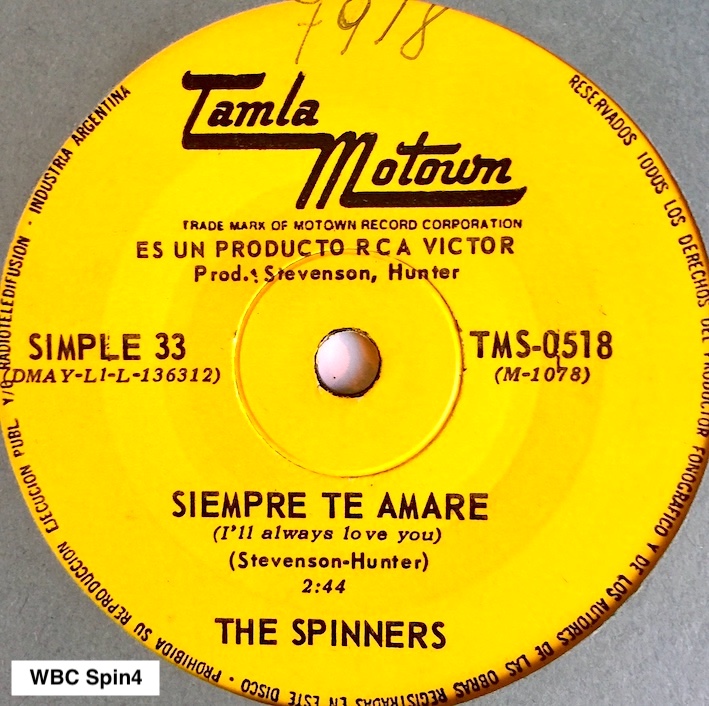 7918
Tamla
Motown
TRADE MARK OF MOTOWN RECORD CORPORATION
ES UN PRODUCTO RCA VICTOR
Prod.: Stevenson, Hunter
SIMPLE 33
(DMAY-L1-L-136312)
TMS-0518
(M-1078)
SIEMPRE TE AMARE
(I'll always love you)
(Stevenson-Hunter)
2:44
THE SPINNERS
RESERVADOS TODOS LOS DERECHOS DEL PRODUCTOR FONOGRAFICO Y DE LOS AUTORES DE LAS OBRAS REGISTRADAS EN ESTE DISCO · PROHIBIDA SU REPRODUCCION EJECUCION PUBL. Y/O RADIOTELEDIFUSION · INDUSTRIA ARGENTINA
WBC Spin4